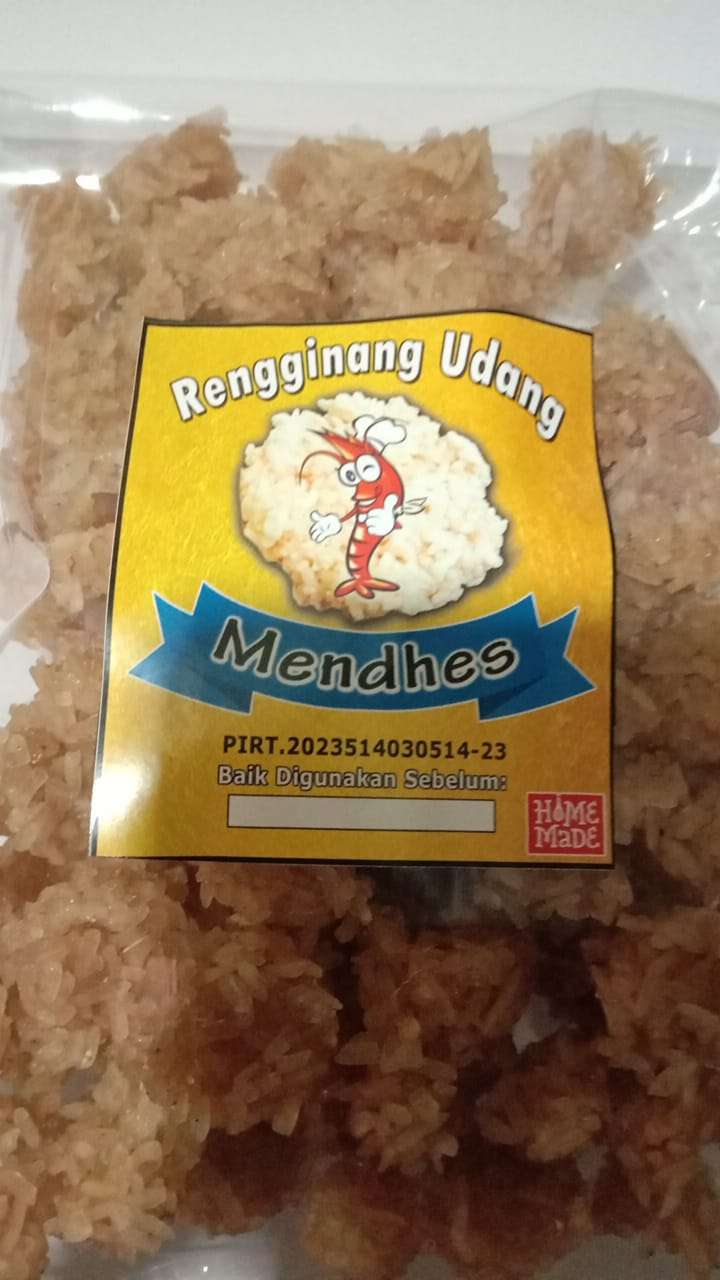 Rengginang Udang
Mendhes
PIRT.2023514030514-23
Baik Digunakan Sebelum:
HOME
MaDE